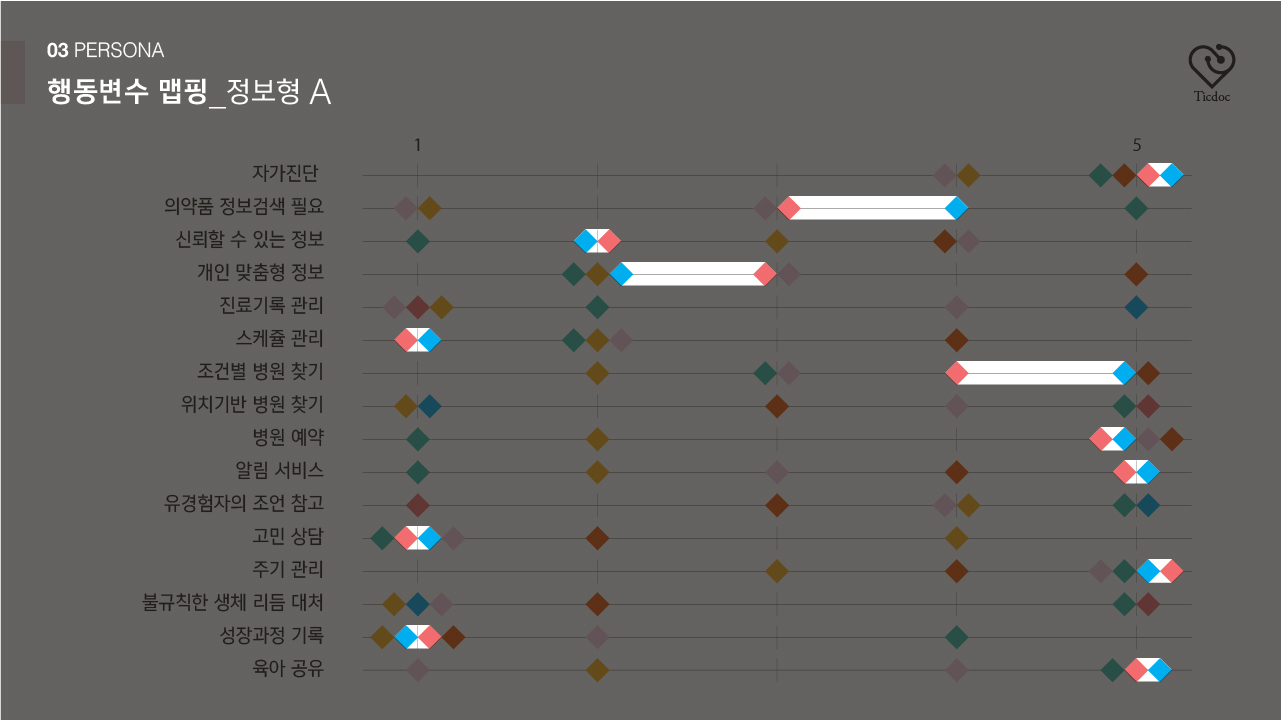 03 PERSONA
행동변수 맵핑_정보형 A
Ticdoc
1 5
자가진단
의약품 정보검색 필요
신뢰할 수 있는 정보
개인 맞춤형 정보
진료기록 관리
스케쥴 관리
조건별 병원 찾기
위치기반 병원 찾기
병원 예약
알림 서비스
유경험자의 조언 참고
고민 상담
주기 관리
불규칙한 생체 리듬 대처
성장과정 기록
육아 공유